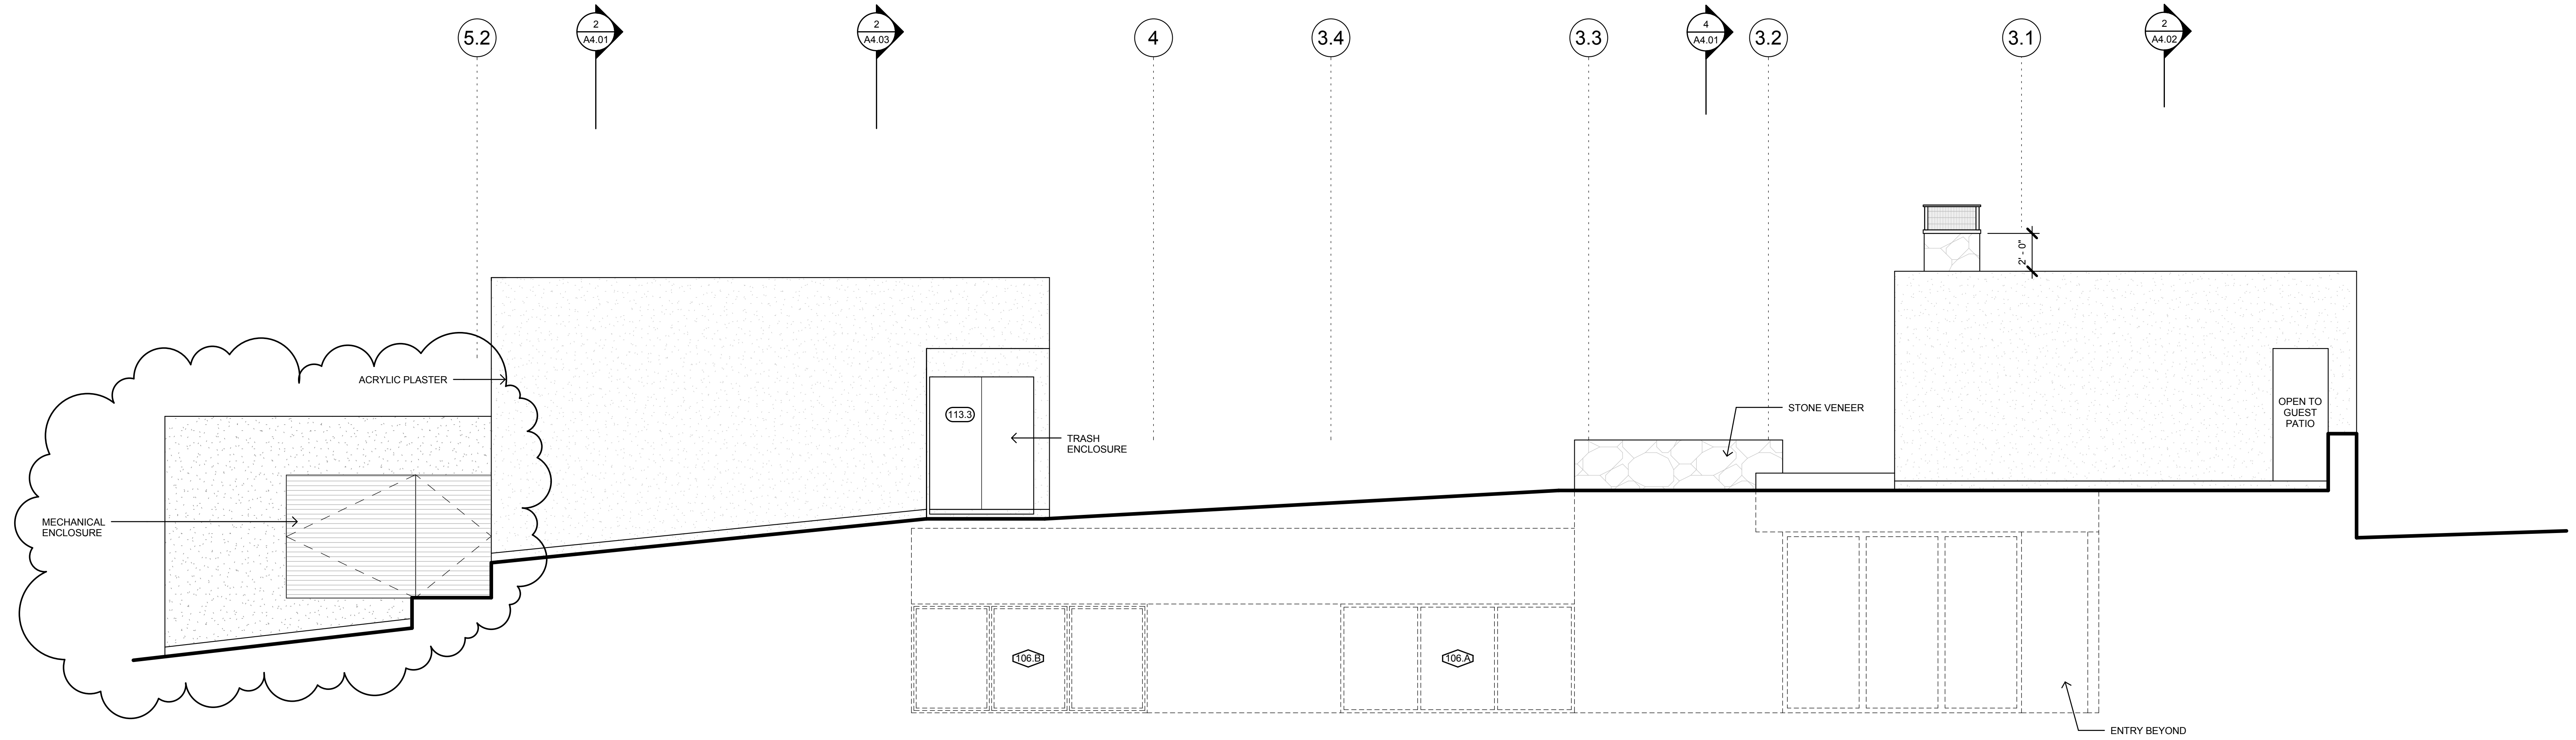 5.2
2
A4.01
2
A4.03
4
3.4
3.3
4
A4.01
3.2
3.1
2
A4.02
2' - 0"
ACRYLIC PLASTER
113.3
TRASH
ENCLOSURE
STONE VENEER
OPEN TO
GUEST
PATIO
MECHANICAL
ENCLOSURE
106.B
106.A
ENTRY BEYOND